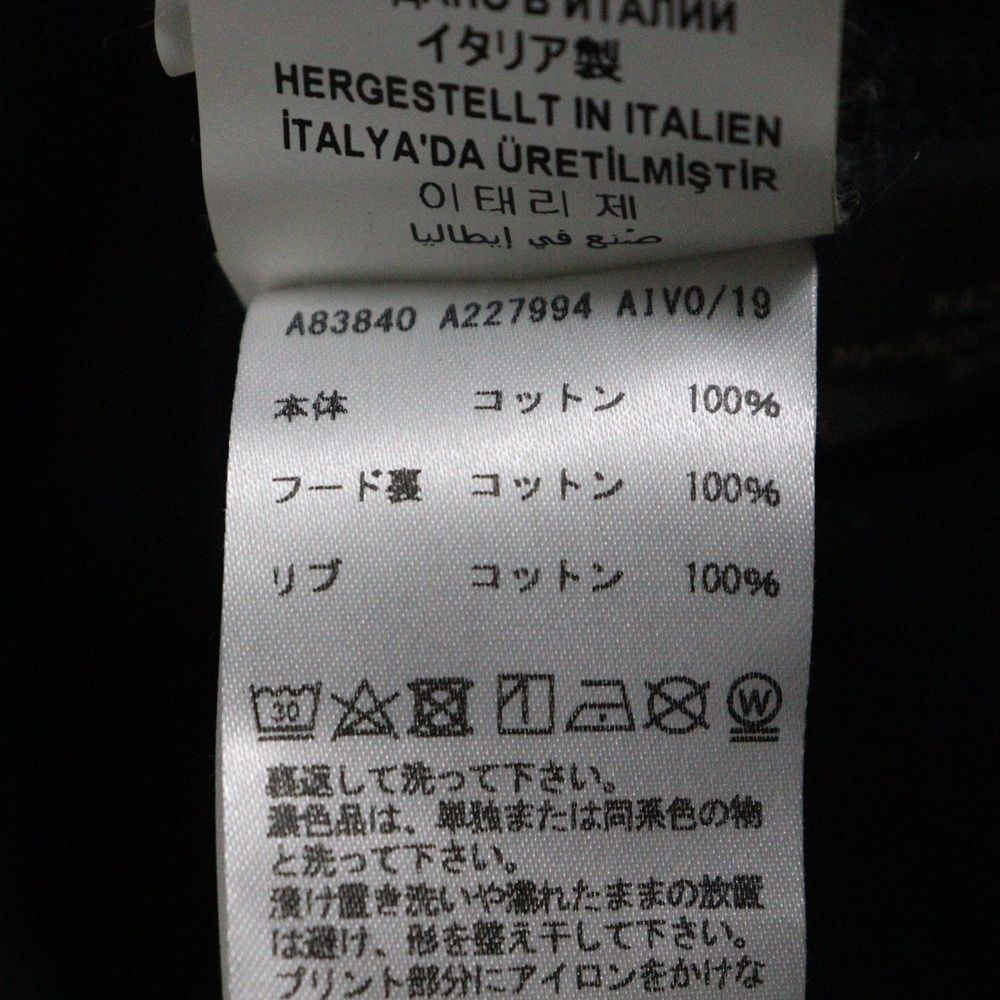 ДАНО В ИТАЛИИ
イタリア製
HERGESTELLT IN ITALIEN
İTALYA'DA ÜRETİLMİŞTİR
이태리 제
صنع في إيطاليا
A83840 A227994 AIVO/19
本体 コットン 100%
フード裏 コットン 100%
リブ コットン 100%
30 W
裏返して洗って下さい。
濃色品は、単独または同系色の物
と洗って下さい。
漬け置き洗いや濡れたままの放置
は避け、形を整え干して下さい。
プリント部分にアイロンをかけな